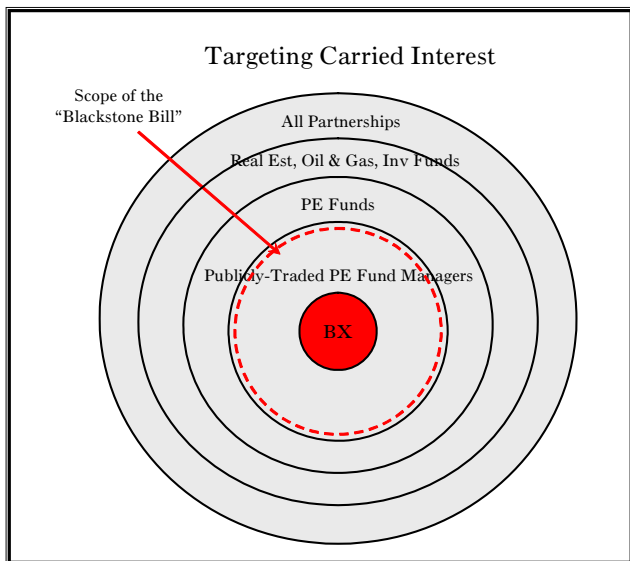 Targeting Carried Interest
Scope of the
“Blackstone Bill”
All Partnerships
Real Est, Oil & Gas, Inv Funds
PE Funds
Publicly-Traded PE Fund Managers
BX